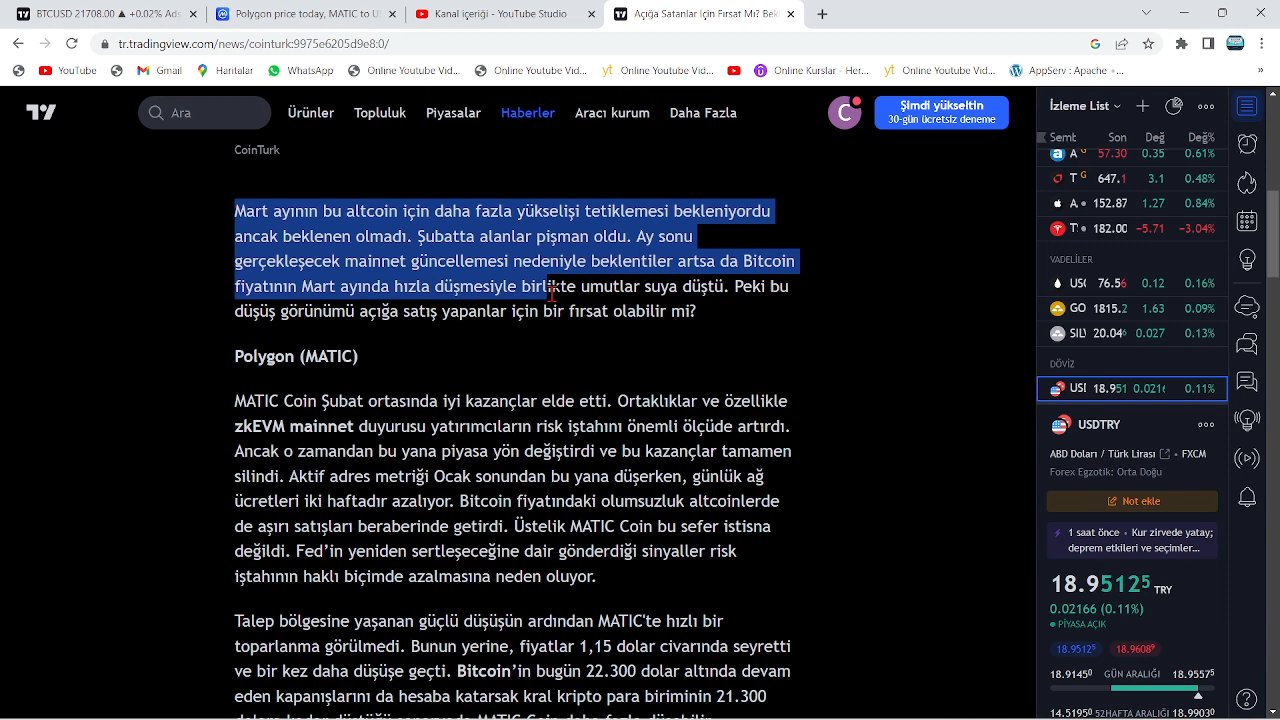 BTCUSD 21708.00 ▲ +0.02% Ads
Polygon price today, MATIC to U
Kanal içeriği - YouTube Studio
Açığa Satanlar İçin Fırsat Mı? Bek
tr.tradingview.com/news/cointurk:9975e6205d9e8:0/
YouTube
Gmail
Haritalar
WhatsApp
Online Youtube Vid...
Online Youtube Vid...
Online Youtube Vid...
Online Kurslar - Her...
Online Youtube Vid...
AppServ : Apache +...
»
Ara
Ürünler
Topluluk
Piyasalar
Haberler
Aracı kurum
Daha Fazla
C
Şimdi yükseltin
30-gün ücretsiz deneme
CoinTurk
Mart ayının bu altcoin için daha fazla yükselişi tetiklemesi bekleniyordu
ancak beklenen olmadı. Şubatta alanlar pişman oldu. Ay sonu
gerçekleşecek mainnet güncellemesi nedeniyle beklentiler artsa da Bitcoin
fiyatının Mart ayında hızla düşmesiyle birlikte umutlar suya düştü. Peki bu
düşüş görünümü açığa satış yapanlar için bir fırsat olabilir mi?
Polygon (MATIC)
MATIC Coin Şubat ortasında iyi kazançlar elde etti. Ortaklıklar ve özellikle
zkEVM mainnet duyurusu yatırımcıların risk iştahını önemli ölçüde artırdı.
Ancak o zamandan bu yana piyasa yön değiştirdi ve bu kazançlar tamamen
silindi. Aktif adres metriği Ocak sonundan bu yana düşerken, günlük ağ
ücretleri iki haftadır azalıyor. Bitcoin fiyatındaki olumsuzluk altcoinlerde
de aşırı satışları beraberinde getirdi. Üstelik MATIC Coin bu sefer istisna
değildi. Fed’in yeniden sertleşeceğine dair gönderdiği sinyaller risk
iştahının haklı biçimde azalmasına neden oluyor.
Talep bölgesine yaşanan güçlü düşüşün ardından MATIC'te hızlı bir
toparlanma görülmedi. Bunun yerine, fiyatlar 1,15 dolar civarında seyretti
ve bir kez daha düşüşe geçti. Bitcoin’in bugün 22.300 dolar altında devam
eden kapanışlarını da hesaba katarsak kral kripto para biriminin 21.300
İzleme List
Semb Son Değ Değ%
A G 57.30 0.35 0.61%
T G 647.1 3.1 0.48%
A 152.87 1.27 0.84%
T 182.00 −5.71 −3.04%
VADELİLER
USO 76.56 0.12 0.16%
GO 1815.2 1.63 0.09%
SIL 20.046 0.027 0.13%
DÖVİZ
USD 18.951 0.0216 0.11%
USDTRY
ABD Doları / Türk Lirası • FXCM
Forex Egzotik: Orta Doğu
Not ekle
1 saat önce • Kur zirvede yatay;
deprem etkileri ve seçimler...
18.95125 TRY
0.02166 (0.11%)
PİYASA AÇIK
18.95125 18.96089
18.91450 GÜN ARALIĞI 18.95575
14.51950 52HAFTA ARALIĞI 18.99030